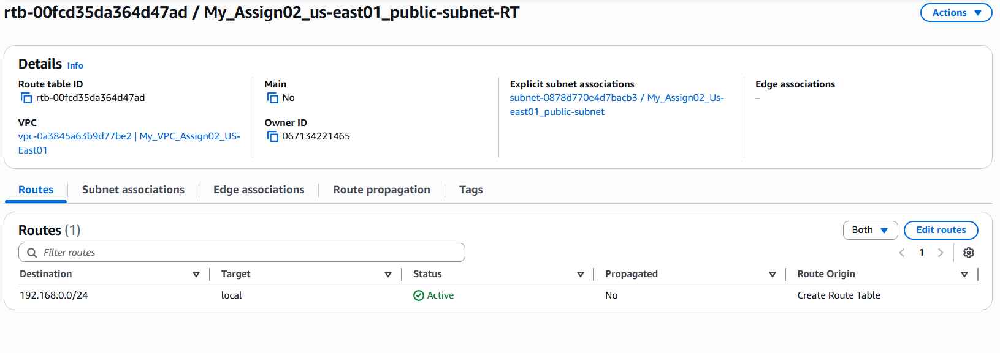 rtb-00fcd35da364d47ad / My_Assign02_us-east01_public-subnet-RT
Actions
Details Info
Route table ID
rtb-00fcd35da364d47ad
Main
No
Explicit subnet associations
subnet-0878d770e4d7bacb3 / My_Assign02_Us-
east01_public-subnet
Edge associations
–
VPC
vpc-0a3845a63b9d77be2 | My_VPC_Assign02_US-
East01
Owner ID
067134221465
Routes
Subnet associations
Edge associations
Route propagation
Tags
Routes (1)
Both
Edit routes
Filter routes
1
Destination Target Status Propagated Route Origin
192.168.0.0/24 local Active No Create Route Table